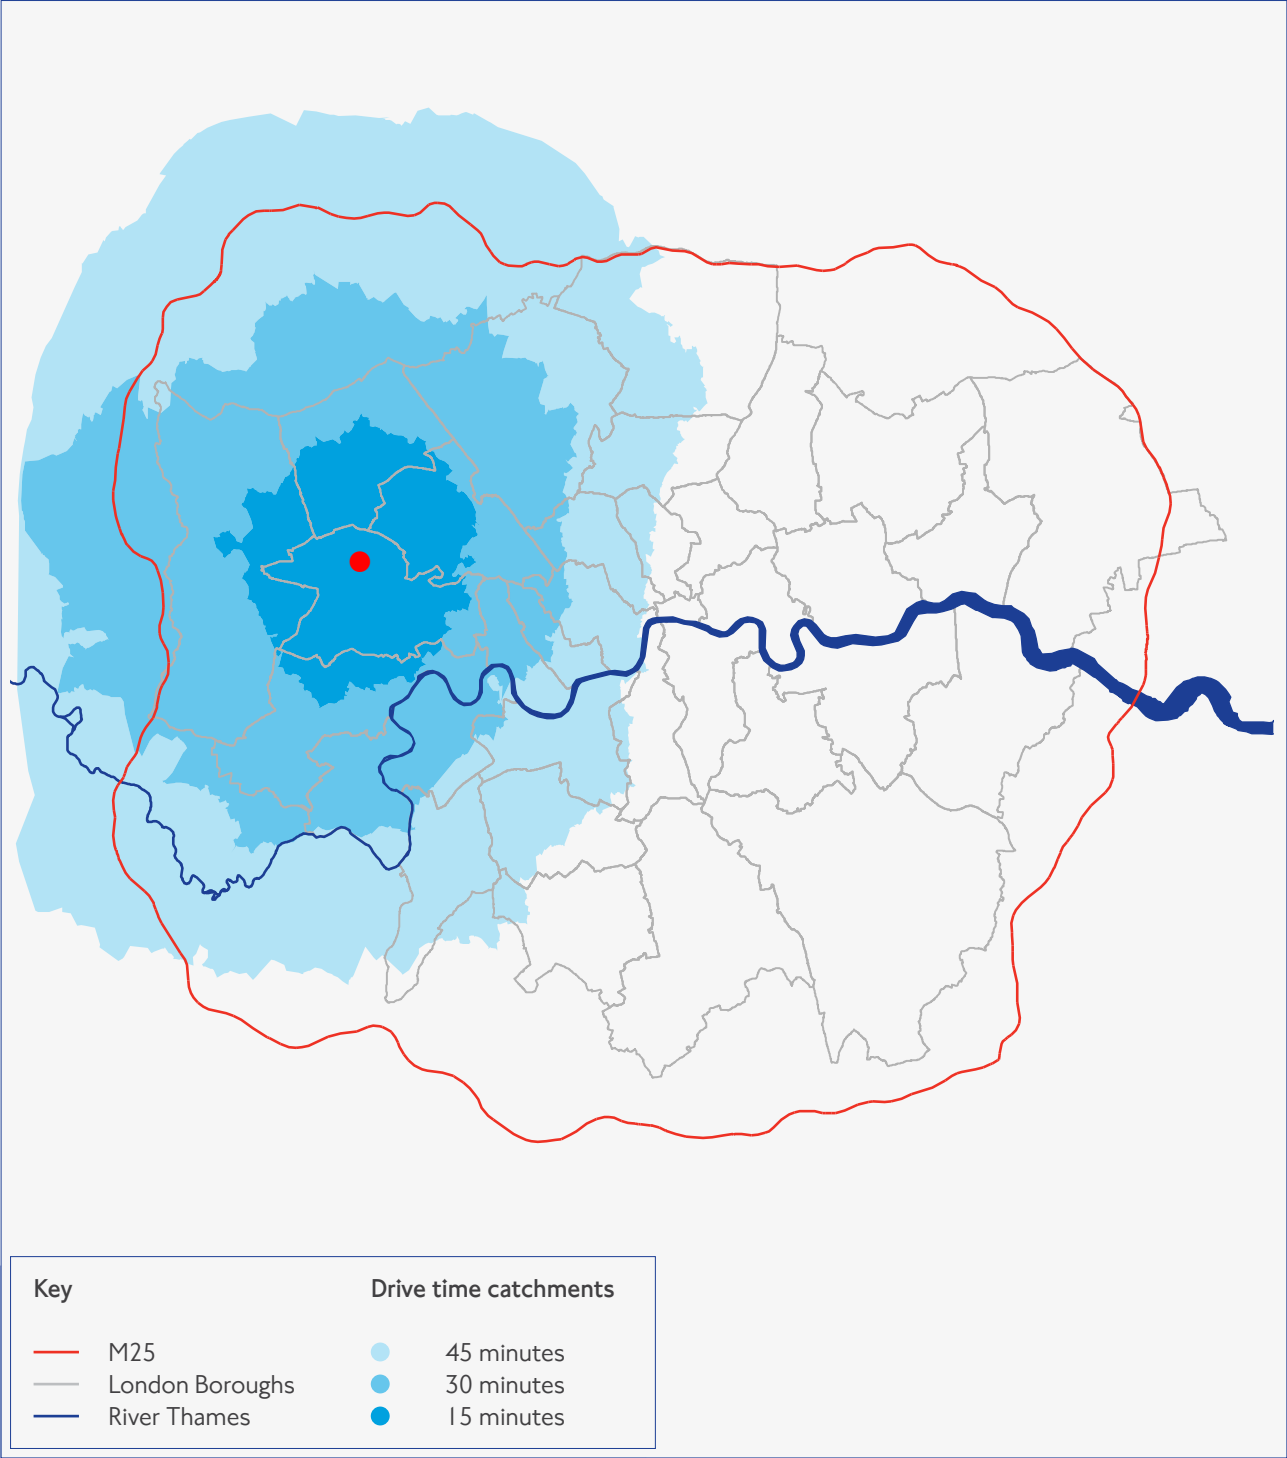 Key
M25
London Boroughs
River Thames
Drive time catchments
45 minutes
30 minutes
15 minutes